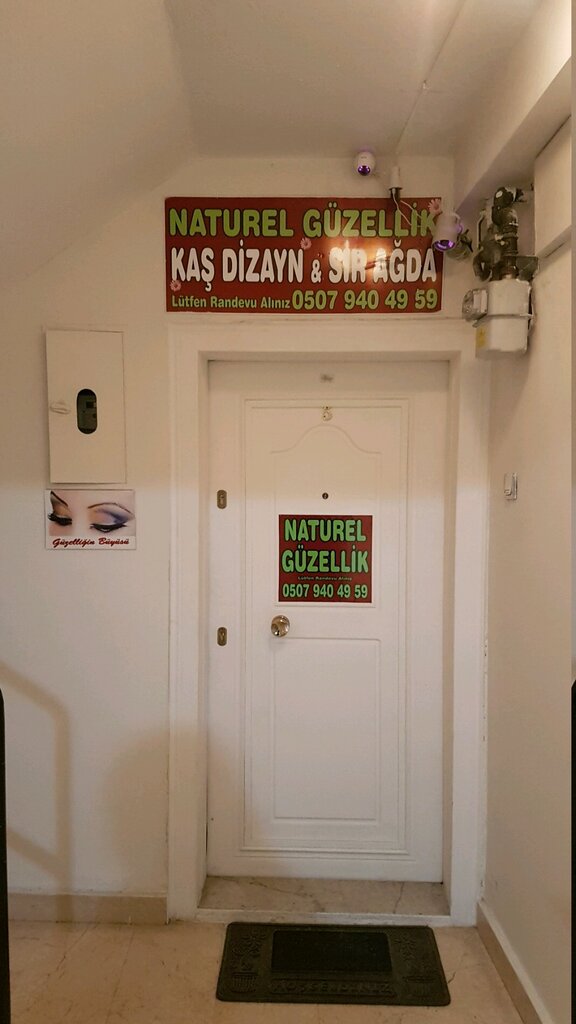 NATUREL GÜZELLİK
KAŞ DİZAYN & SIR AĞDA
Lütfen Randevu Alınız 0507 940 49 59
Güzelliğin Büyüsü
NATUREL
GÜZELLİK
Lütfen Randevu Alınız
0507 940 49 59